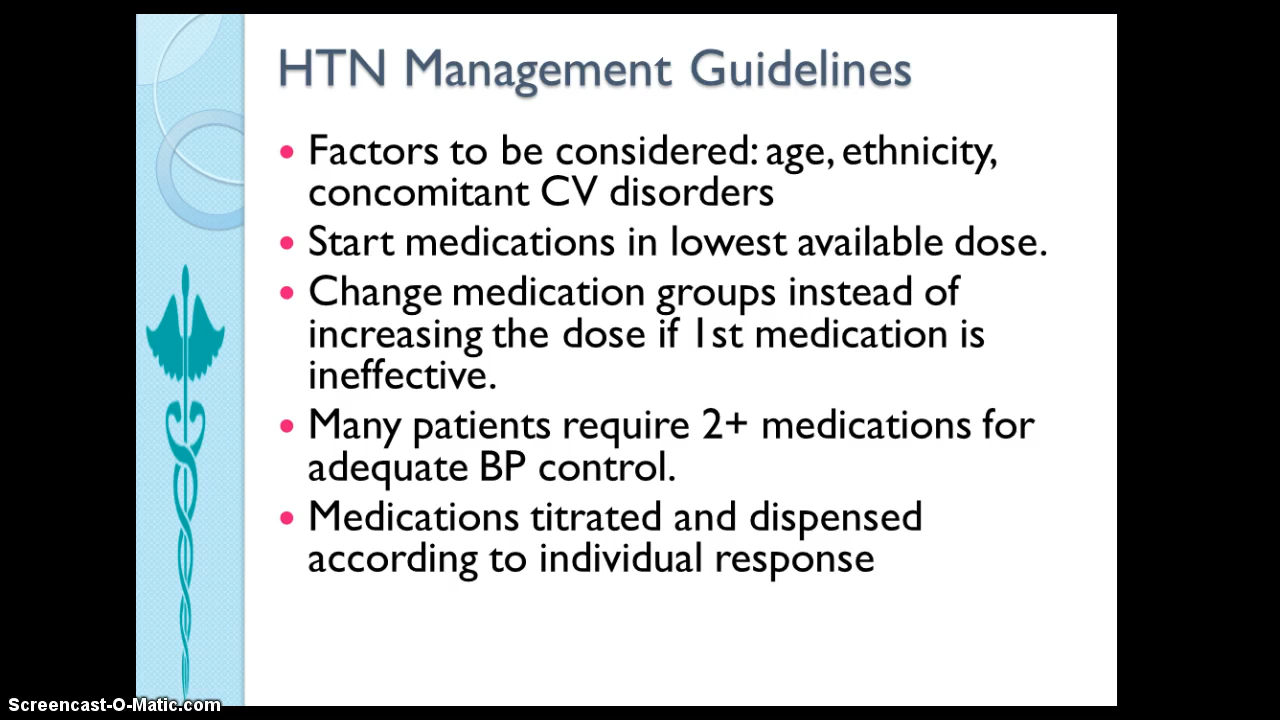 HTN Management Guidelines
• Factors to be considered: age, ethnicity,
concomitant CV disorders
• Start medications in lowest available dose.
• Change medication groups instead of
increasing the dose if 1st medication is
ineffective.
• Many patients require 2+ medications for
adequate BP control.
• Medications titrated and dispensed
according to individual response
Screencast-O-Matic.com